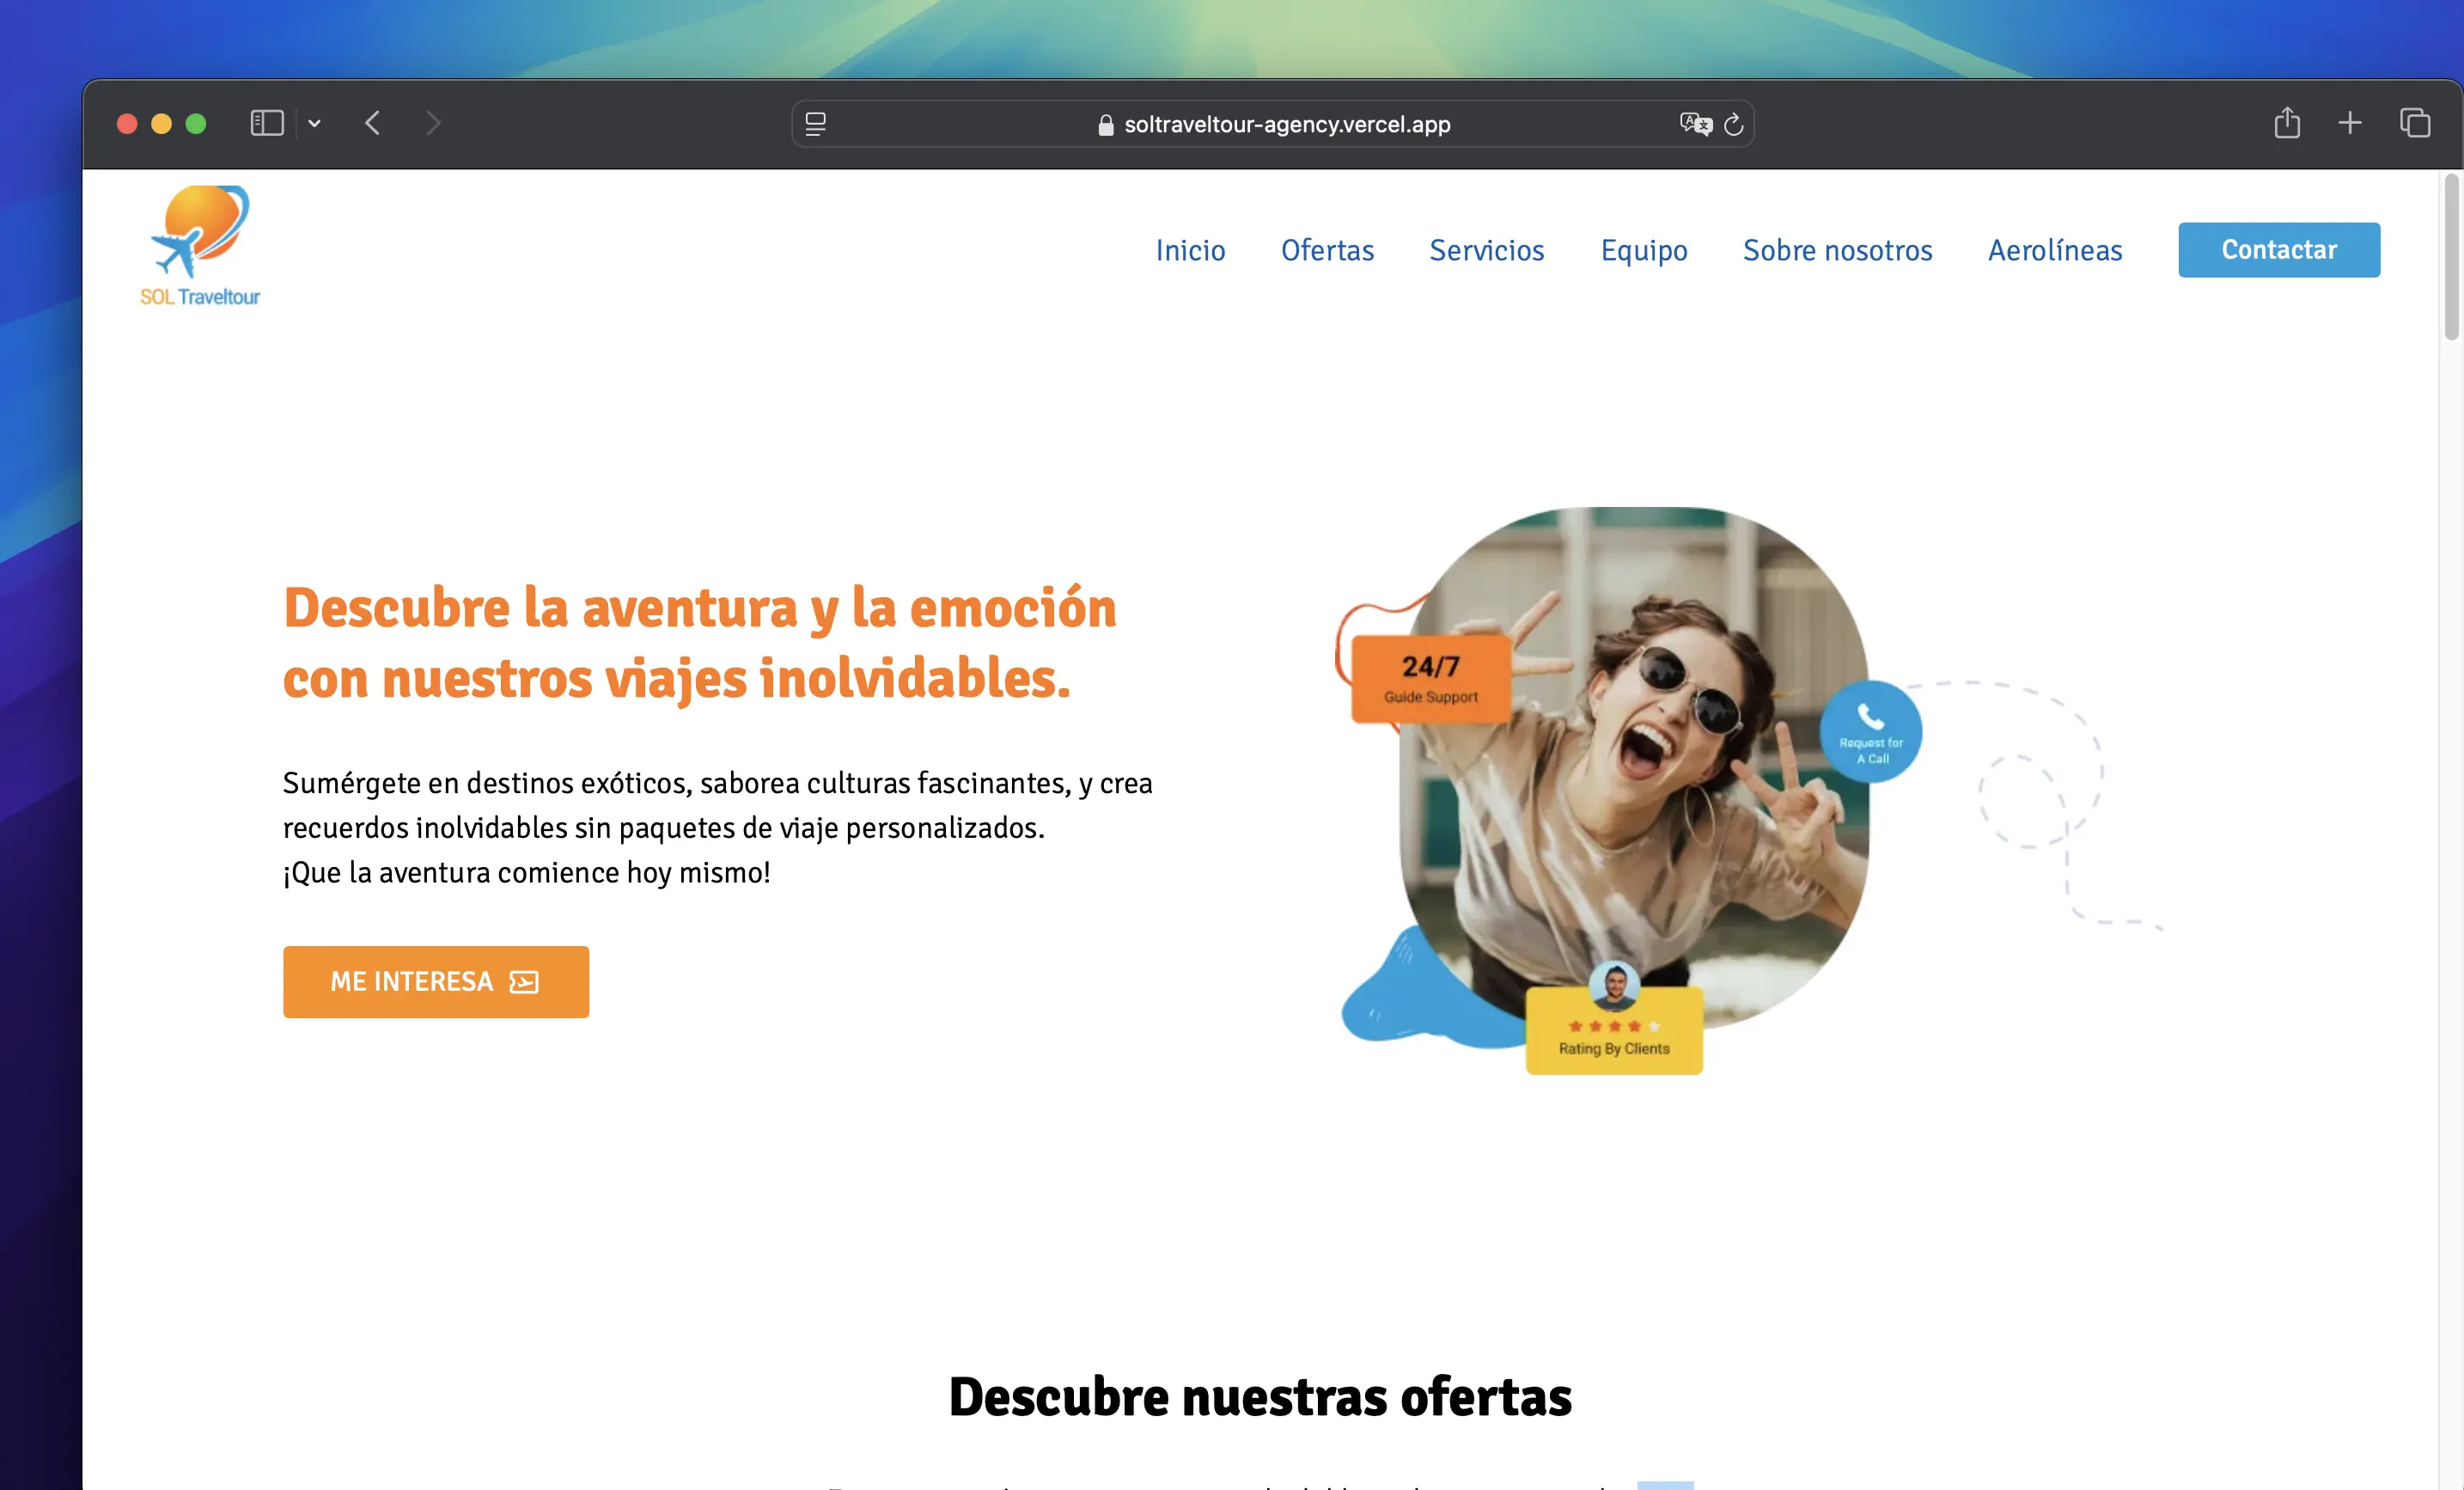 soltraveltour-agency.vercel.app
SOL Traveltour
Inicio
Ofertas
Servicios
Equipo
Sobre nosotros
Aerolíneas
Contactar
Descubre la aventura y la emoción
con nuestros viajes inolvidables.
Sumérgete en destinos exóticos, saborea culturas fascinantes, y crea
recuerdos inolvidables sin paquetes de viaje personalizados.
¡Que la aventura comience hoy mismo!
ME INTERESA
24/7
Guide Support
Request for
A Call
Rating By Clients
Descubre nuestras ofertas